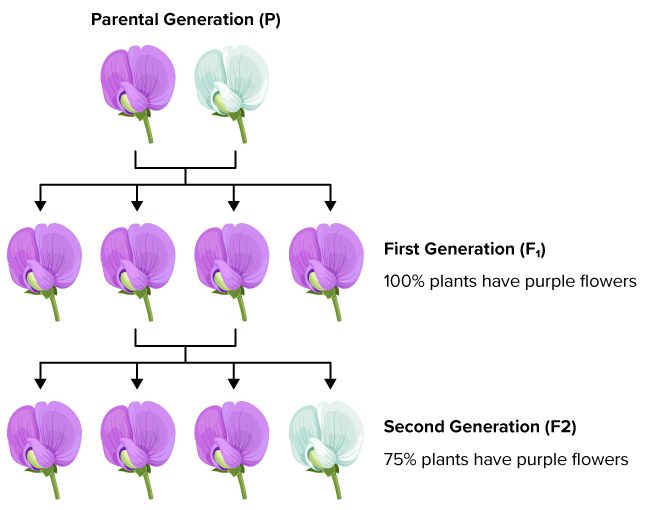 Parental Generation (P)
First Generation (F₁)
100% plants have purple flowers
Second Generation (F2)
75% plants have purple flowers